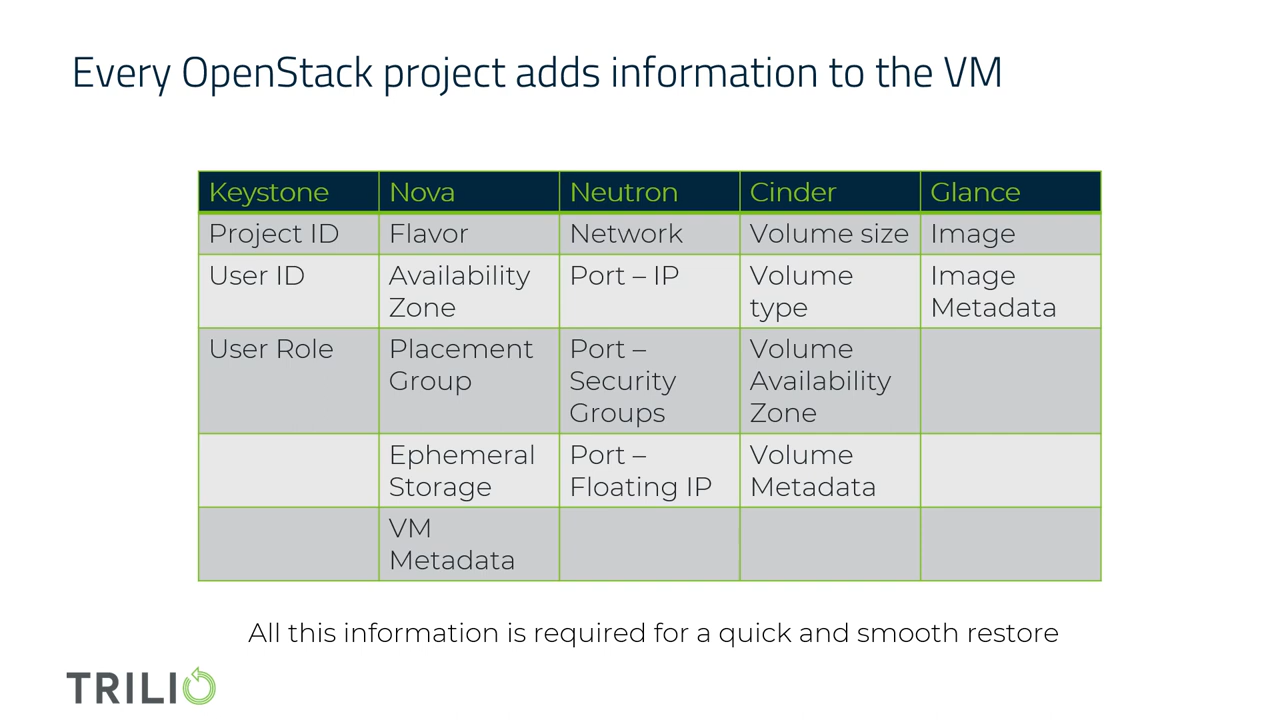 Every OpenStack project adds information to the VM
Keystone Nova Neutron Cinder Glance
Project ID Flavor Network Volume size Image
User ID Availability Port – IP Volume Image
Zone type Metadata
User Role Placement Port – Volume
Group Security Availability
Groups Zone
Ephemeral Port – Volume
Storage Floating IP Metadata
VM
Metadata
All this information is required for a quick and smooth restore
TRILIO